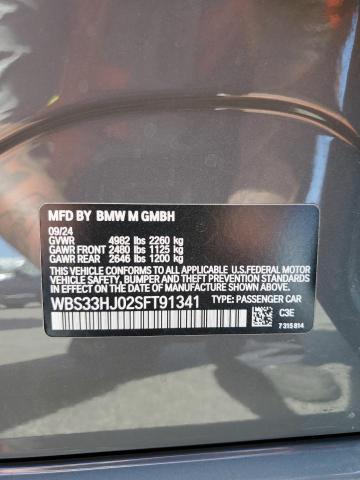 MFD BY BMW M GMBH
09/24
GVWR 4982 lbs 2260 kg
GAWR FRONT 2480 lbs 1125 kg
GAWR REAR 2646 lbs 1200 kg
THIS VEHICLE CONFORMS TO ALL APPLICABLE U.S. FEDERAL MOTOR
VEHICLE SAFETY, BUMPER AND THEFT PREVENTION STANDARDS
IN EFFECT ON THE DATE OF MANUFACTURE SHOWN ABOVE.
WBS33HJ02SFT91341 TYPE: PASSENGER CAR
C3E
7 315 814